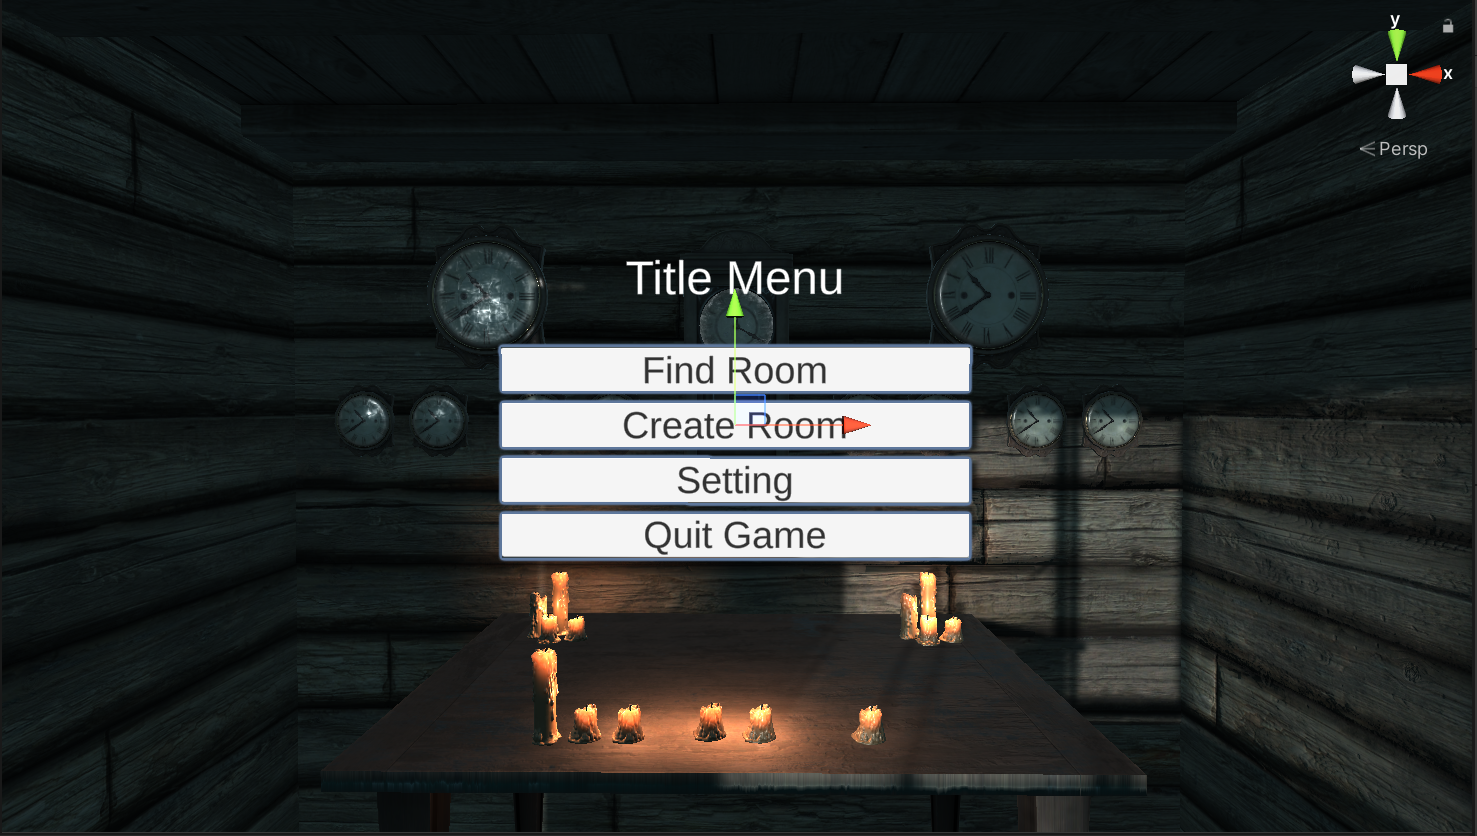 y
x
Persp
Title Menu
Find Room
Create Room
Setting
Quit Game